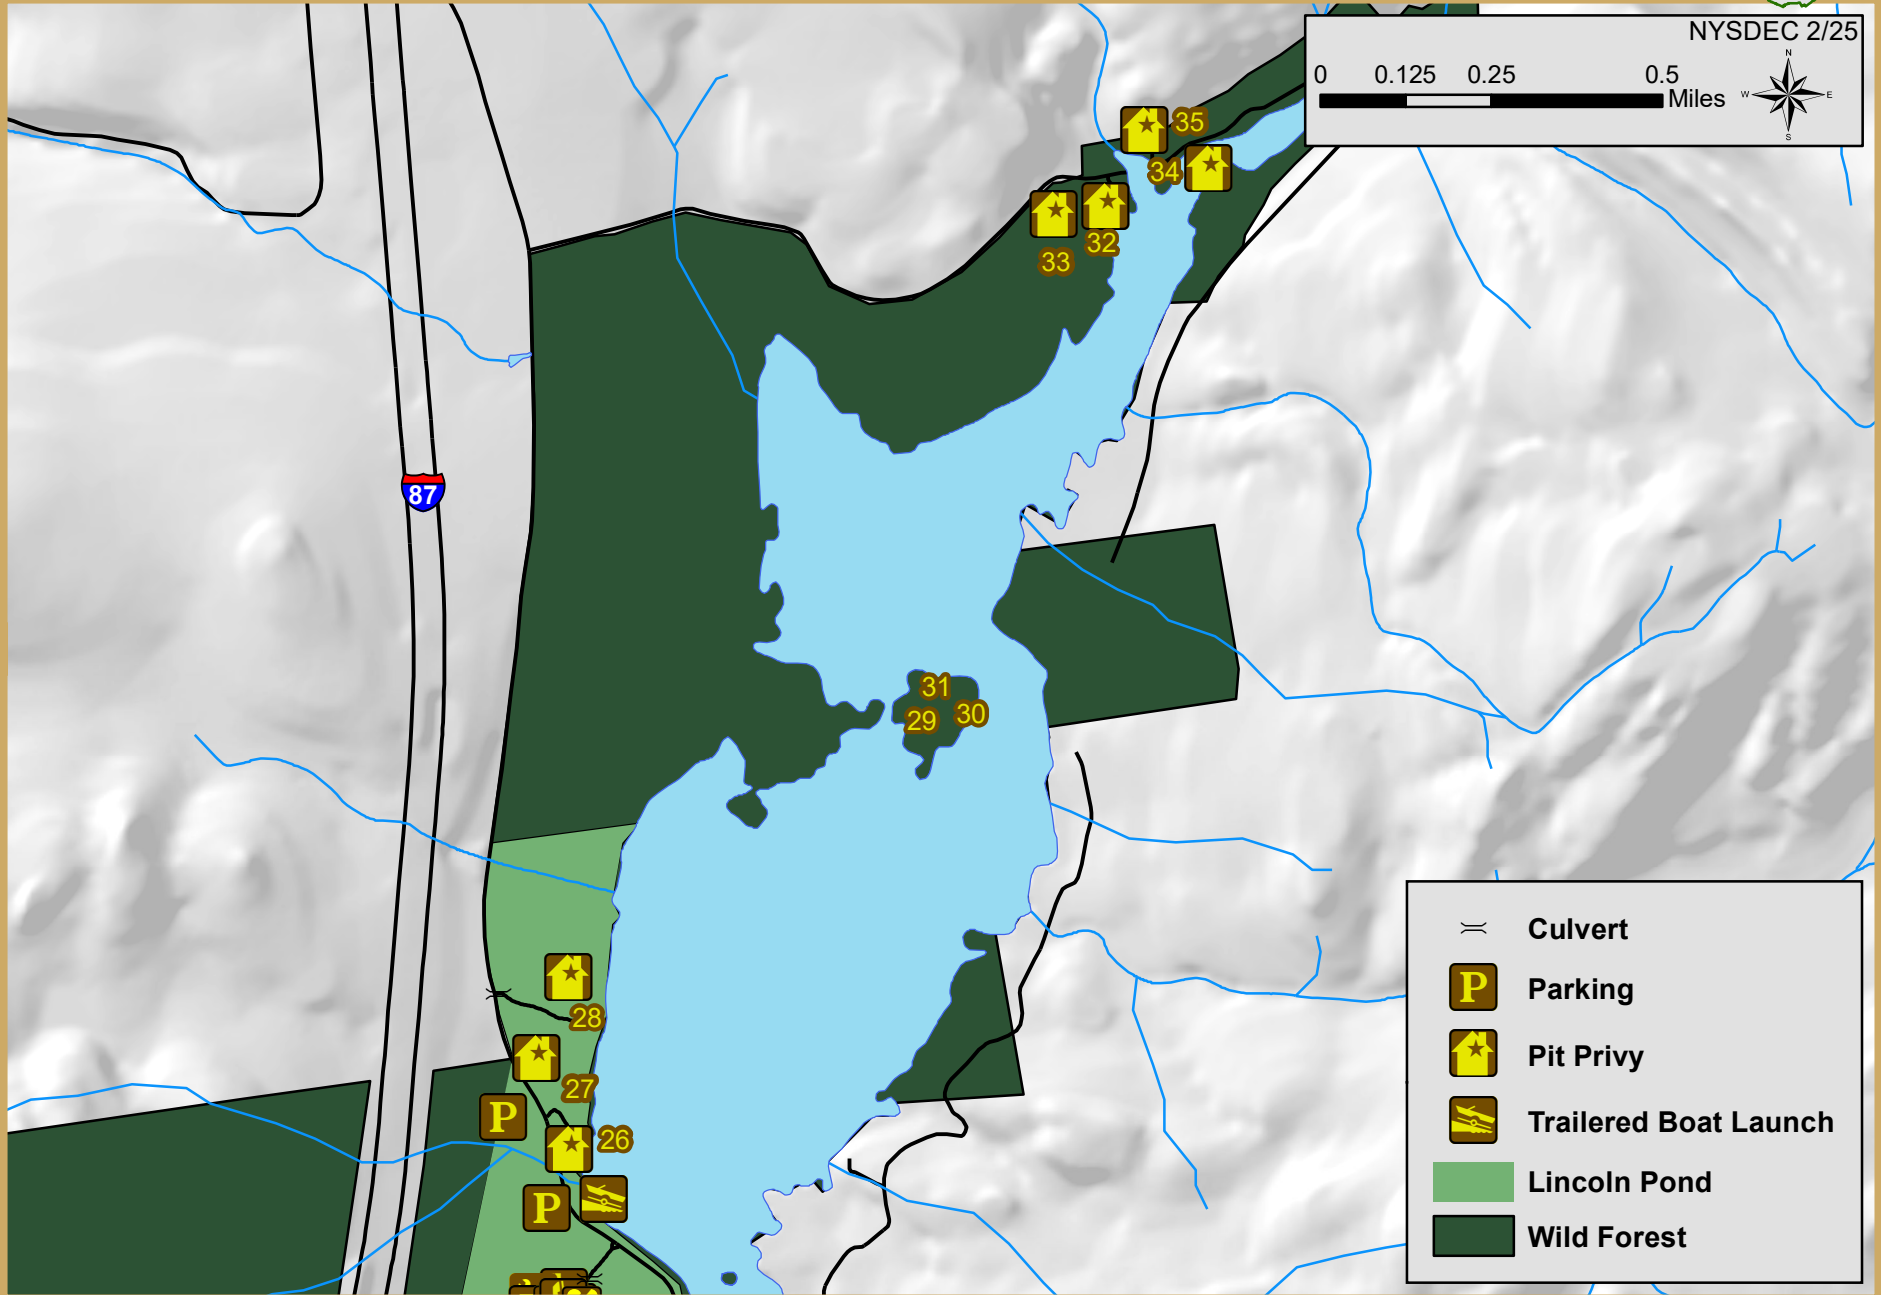 NYSDEC 2/25
0 0.125 0.25 0.5
Miles
N
W E
S
35
34
32
33
87
31
29 30
28
27
P
26
P
Culvert
P Parking
Pit Privy
Trailered Boat Launch
Lincoln Pond
Wild Forest